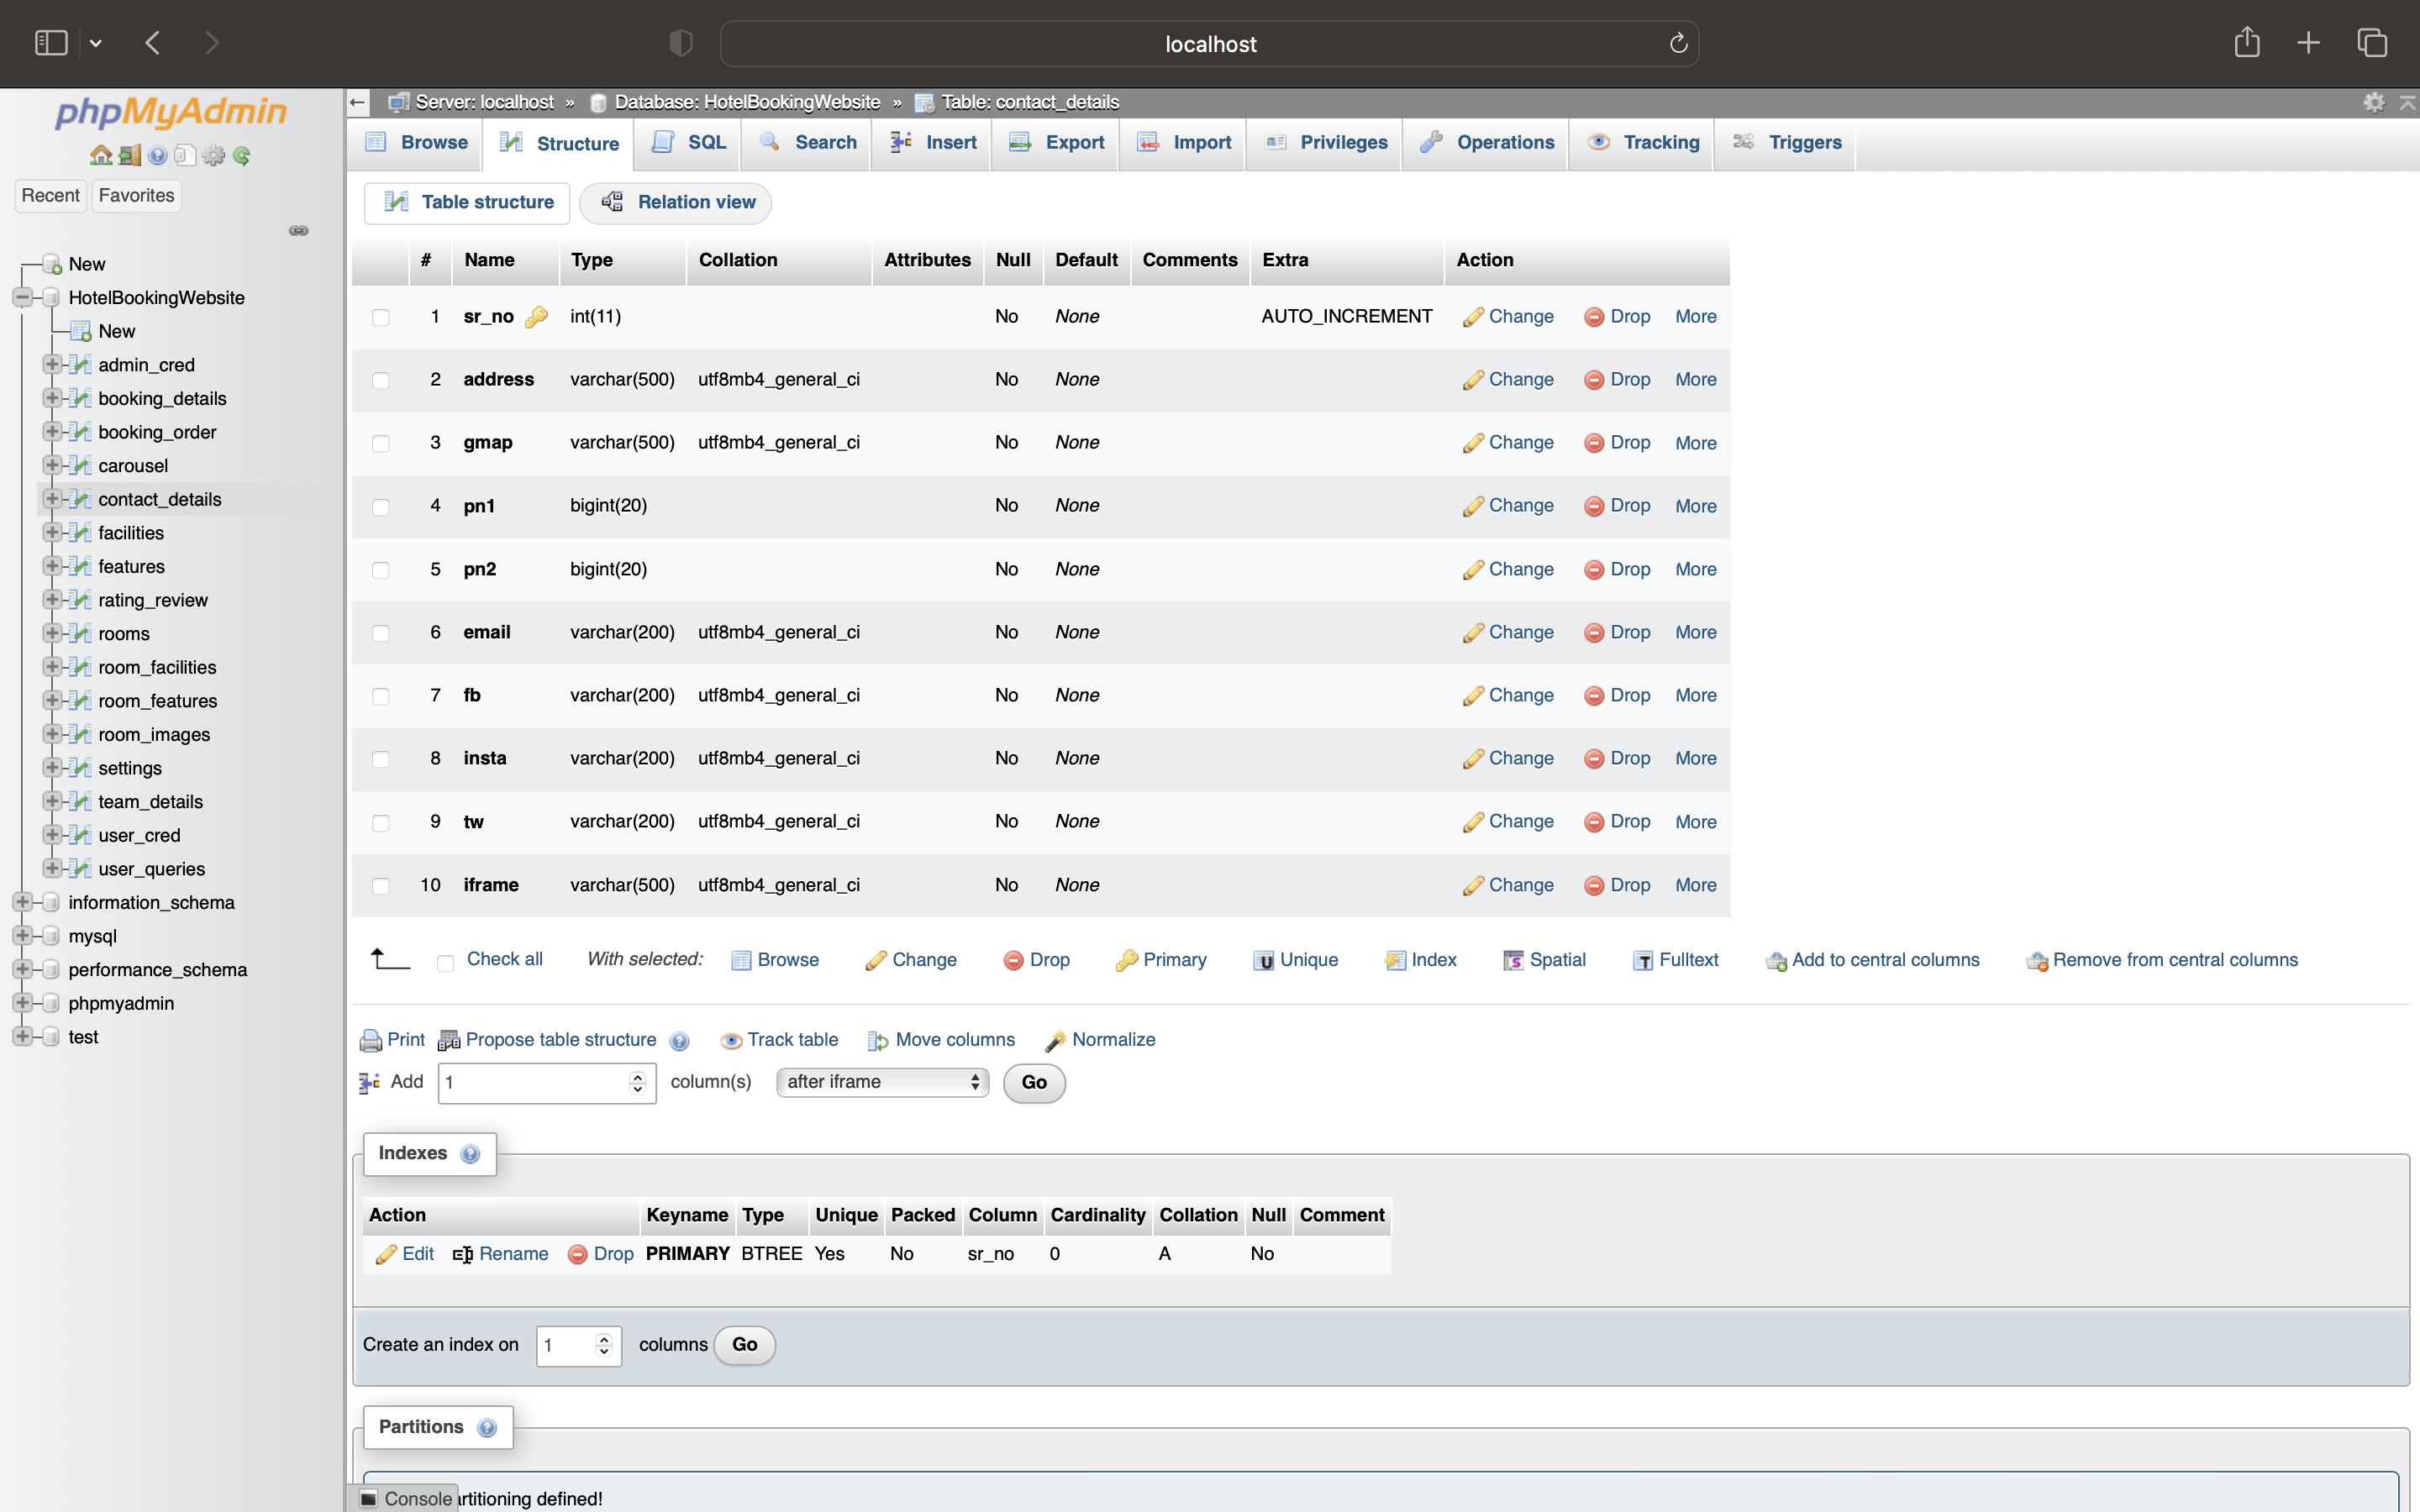 localhost
phpMyAdmin
Recent Favorites
New
HotelBookingWebsite
New
admin_cred
booking_details
booking_order
carousel
contact_details
facilities
features
rating_review
rooms
room_facilities
room_features
room_images
settings
team_details
user_cred
user_queries
information_schema
mysql
performance_schema
phpmyadmin
test
Server: localhost » Database: HotelBookingWebsite » Table: contact_details
Browse Structure SQL Search Insert Export Import Privileges Operations Tracking Triggers
Table structure Relation view
# Name Type Collation Attributes Null Default Comments Extra Action
1 sr_no int(11) No None AUTO_INCREMENT Change Drop More
2 address varchar(500) utf8mb4_general_ci No None Change Drop More
3 gmap varchar(500) utf8mb4_general_ci No None Change Drop More
4 pn1 bigint(20) No None Change Drop More
5 pn2 bigint(20) No None Change Drop More
6 email varchar(200) utf8mb4_general_ci No None Change Drop More
7 fb varchar(200) utf8mb4_general_ci No None Change Drop More
8 insta varchar(200) utf8mb4_general_ci No None Change Drop More
9 tw varchar(200) utf8mb4_general_ci No None Change Drop More
10 iframe varchar(500) utf8mb4_general_ci No None Change Drop More
Check all With selected: Browse Change Drop Primary Unique Index Spatial Fulltext Add to central columns Remove from central columns
Print Propose table structure Track table Move columns Normalize
Add 1 column(s) after iframe Go
Indexes
Action Keyname Type Unique Packed Column Cardinality Collation Null Comment
Edit Rename Drop PRIMARY BTREE Yes No sr_no 0 A No
Create an index on 1 columns Go
Partitions
Console artitioning defined!